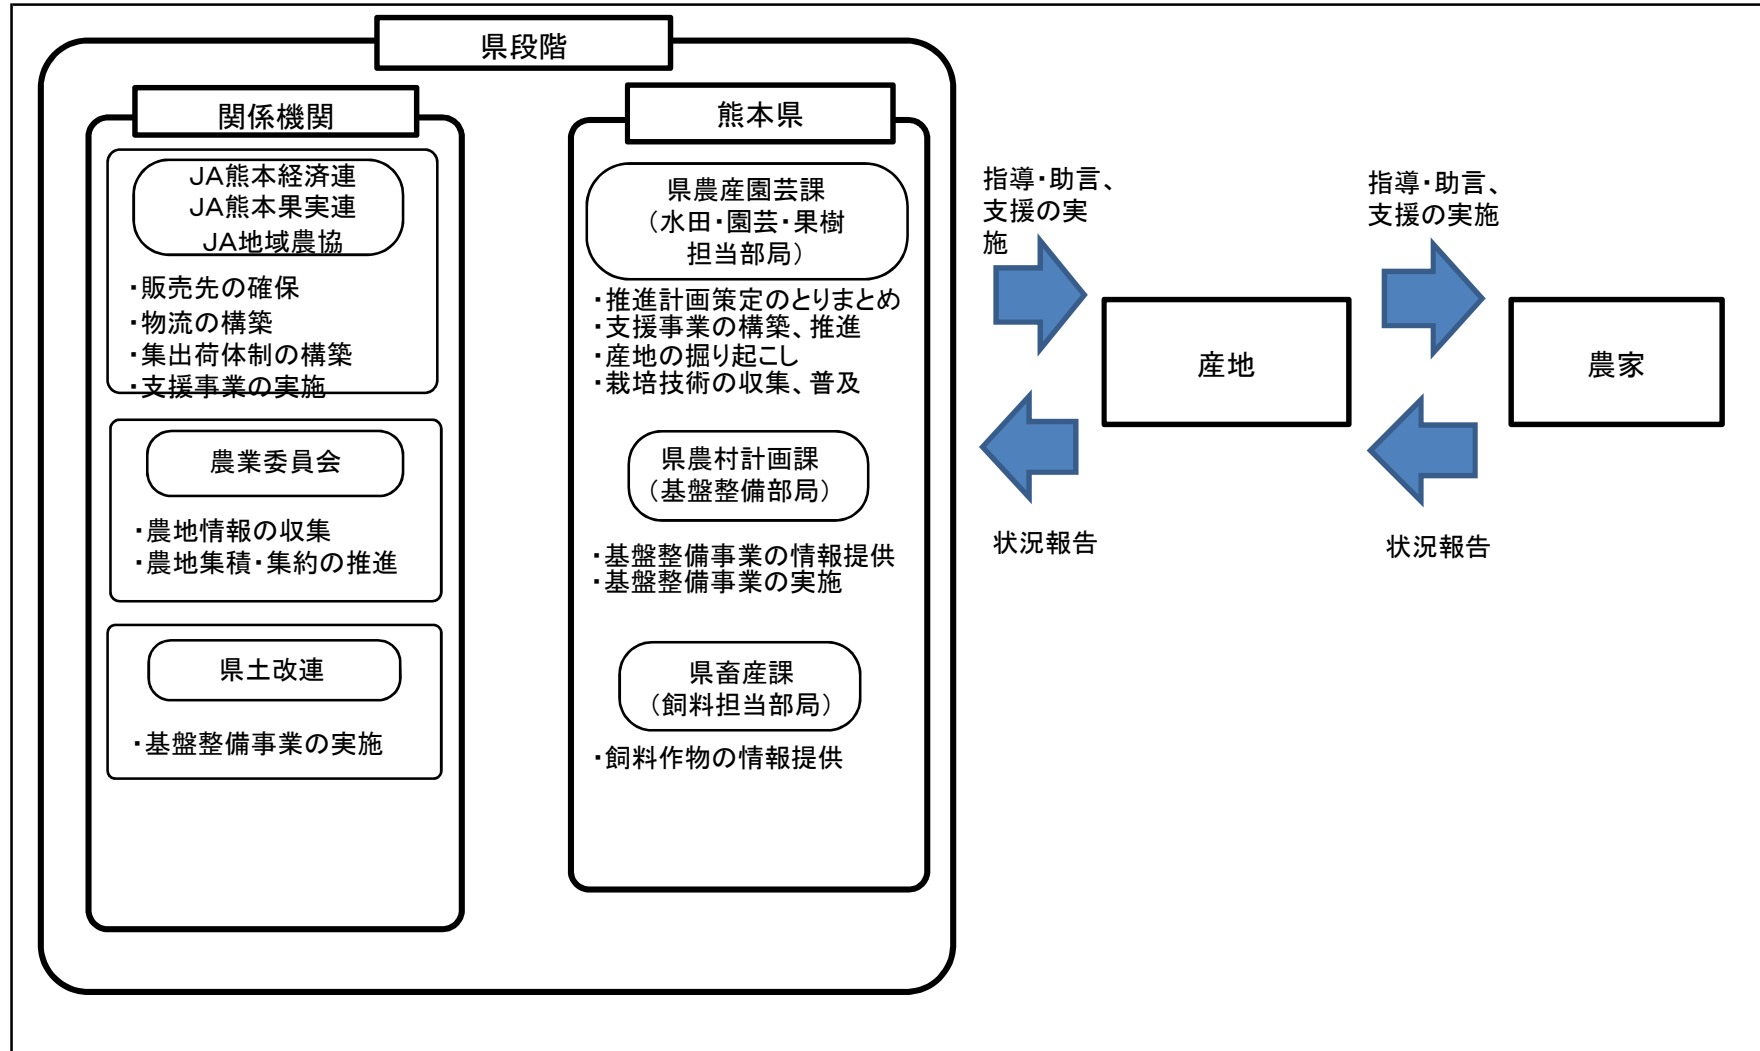 県段階
関係機関
JA熊本経済連
JA熊本果実連
JA地域農協
・販売先の確保
・物流の構築
・集出荷体制の構築
・支援事業の実施
農業委員会
・農地情報の収集
・農地集積・集約の推進
県土改連
・基盤整備事業の実施
熊本県
県農産園芸課
（水田・園芸・果樹
担当部局）
・推進計画策定のとりまとめ
・支援事業の構築、推進
・産地の掘り起こし
・栽培技術の収集、普及
県農村計画課
（基盤整備部局）
・基盤整備事業の情報提供
・基盤整備事業の実施
県畜産課
（飼料担当部局）
・飼料作物の情報提供
指導・助言、
支援の実
施
状況報告
産地
指導・助言、
支援の実施
状況報告
農家